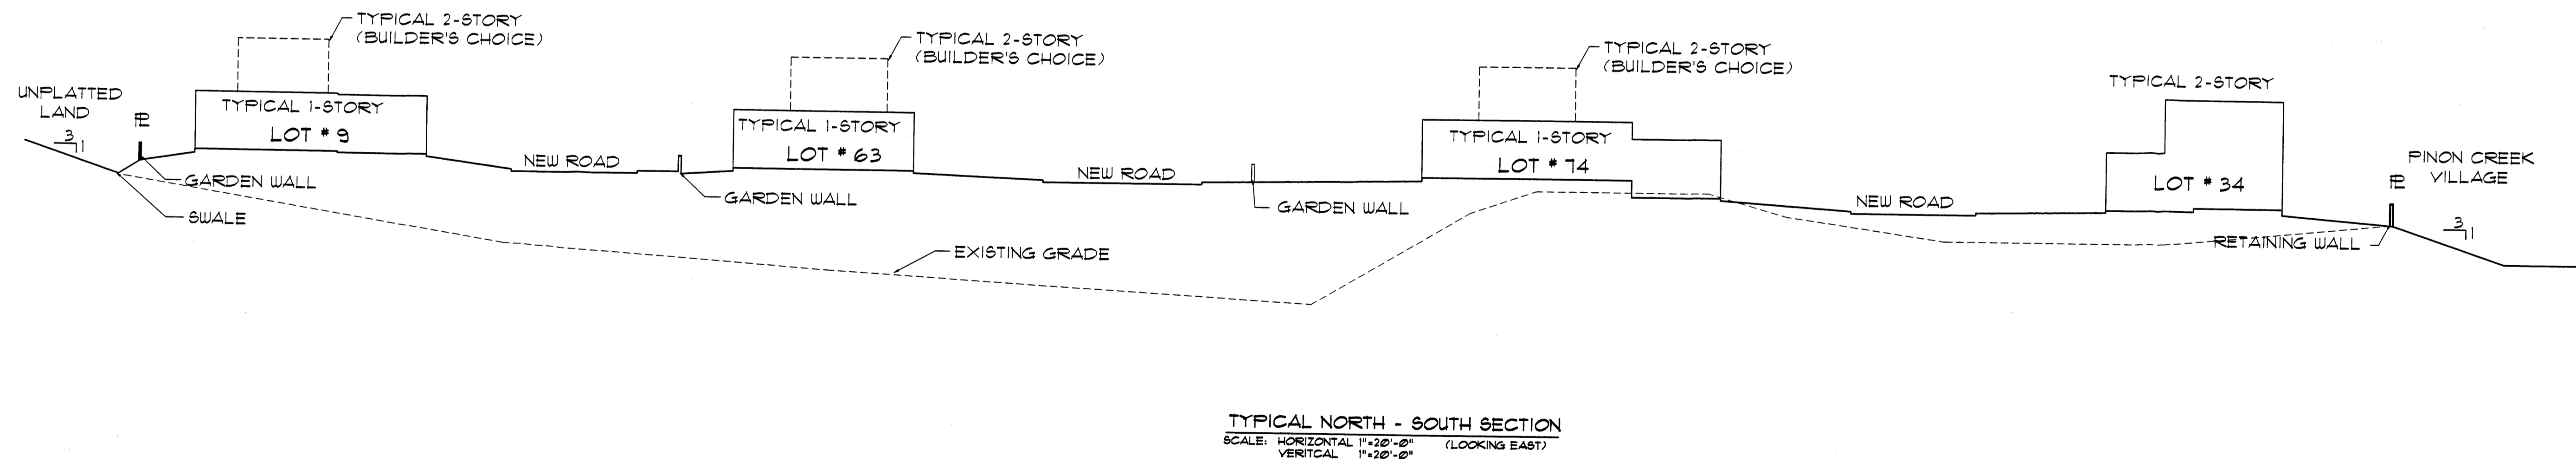 TYPICAL 2-STORY
(BUILDER'S CHOICE)
TYPICAL 2-STORY
(BUILDER'S CHOICE)
TYPICAL 2-STORY
(BUILDER'S CHOICE)
TYPICAL 2-STORY
UNPLATTED
LAND
3
1
PL
TYPICAL 1-STORY
LOT # 9
GARDEN WALL
SWALE
NEW ROAD
GARDEN WALL
TYPICAL 1-STORY
LOT # 63
NEW ROAD
EXISTING GRADE
GARDEN WALL
TYPICAL 1-STORY
LOT # 74
NEW ROAD
LOT # 34
RETAINING WALL
PL
PINON CREEK
VILLAGE
3
1
TYPICAL NORTH - SOUTH SECTION
SCALE: HORIZONTAL 1"=20'-0" (LOOKING EAST)
VERITCAL 1"=20'-0"